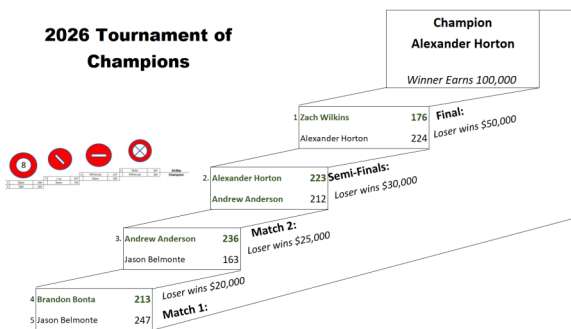 2026 Tournament of
Champions
Champion
Alexander Horton
Winner Earns 100,000
1 Zach Wilkins 176
Alexander Horton 224
Final:
Loser wins $50,000
2. Alexander Horton 223
Andrew Anderson 212
Semi-Finals:
Loser wins $30,000
3. Andrew Anderson 236
Jason Belmonte 163
Match 2:
Loser wins $25,000
4 Brandon Bonta 213
5 Jason Belmonte 247
Loser wins $20,000
Match 1:
8